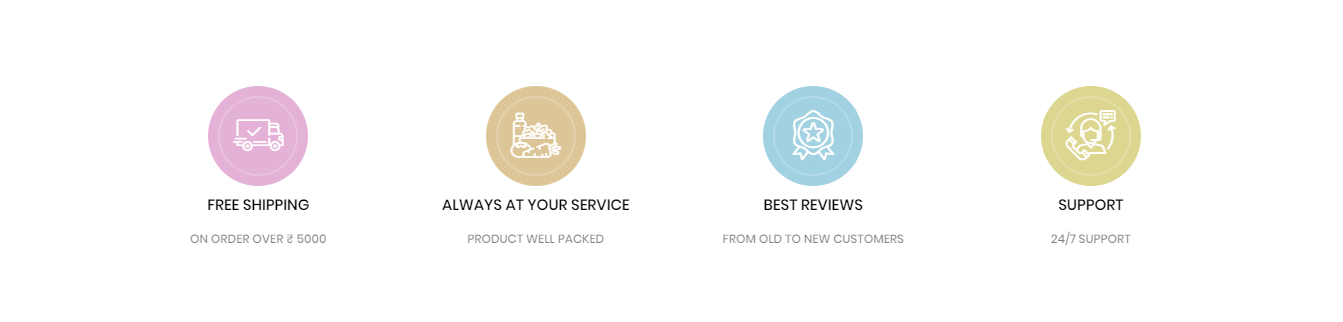 FREE SHIPPING
ON ORDER OVER ₹ 5000
ALWAYS AT YOUR SERVICE
PRODUCT WELL PACKED
BEST REVIEWS
FROM OLD TO NEW CUSTOMERS
SUPPORT
24/7 SUPPORT